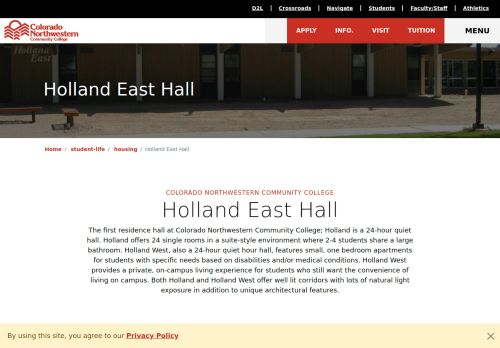 D2L | Crossroads | Navigate | Students | Faculty/Staff | Athletics
Colorado
Northwestern
Community College
APPLY INFO. VISIT TUITION MENU
Holland
East
Holland East Hall
Home / student-life / housing / Holland East Hall
COLORADO NORTHWESTERN COMMUNITY COLLEGE
Holland East Hall
The first residence hall at Colorado Northwestern Community College; Holland is a 24-hour quiet
hall. Holland offers 24 single rooms in a suite-style environment where 2-4 students share a large
bathroom. Holland West, also a 24-hour quiet hour hall, features small, one bedroom apartments
for students with specific needs based on disabilities and/or medical conditions. Holland West
provides a private, on-campus living experience for students who still want the convenience of
living on campus. Both Holland and Holland West offer well lit corridors with lots of natural light
exposure in addition to unique architectural features.
By using this site, you agree to our Privacy Policy